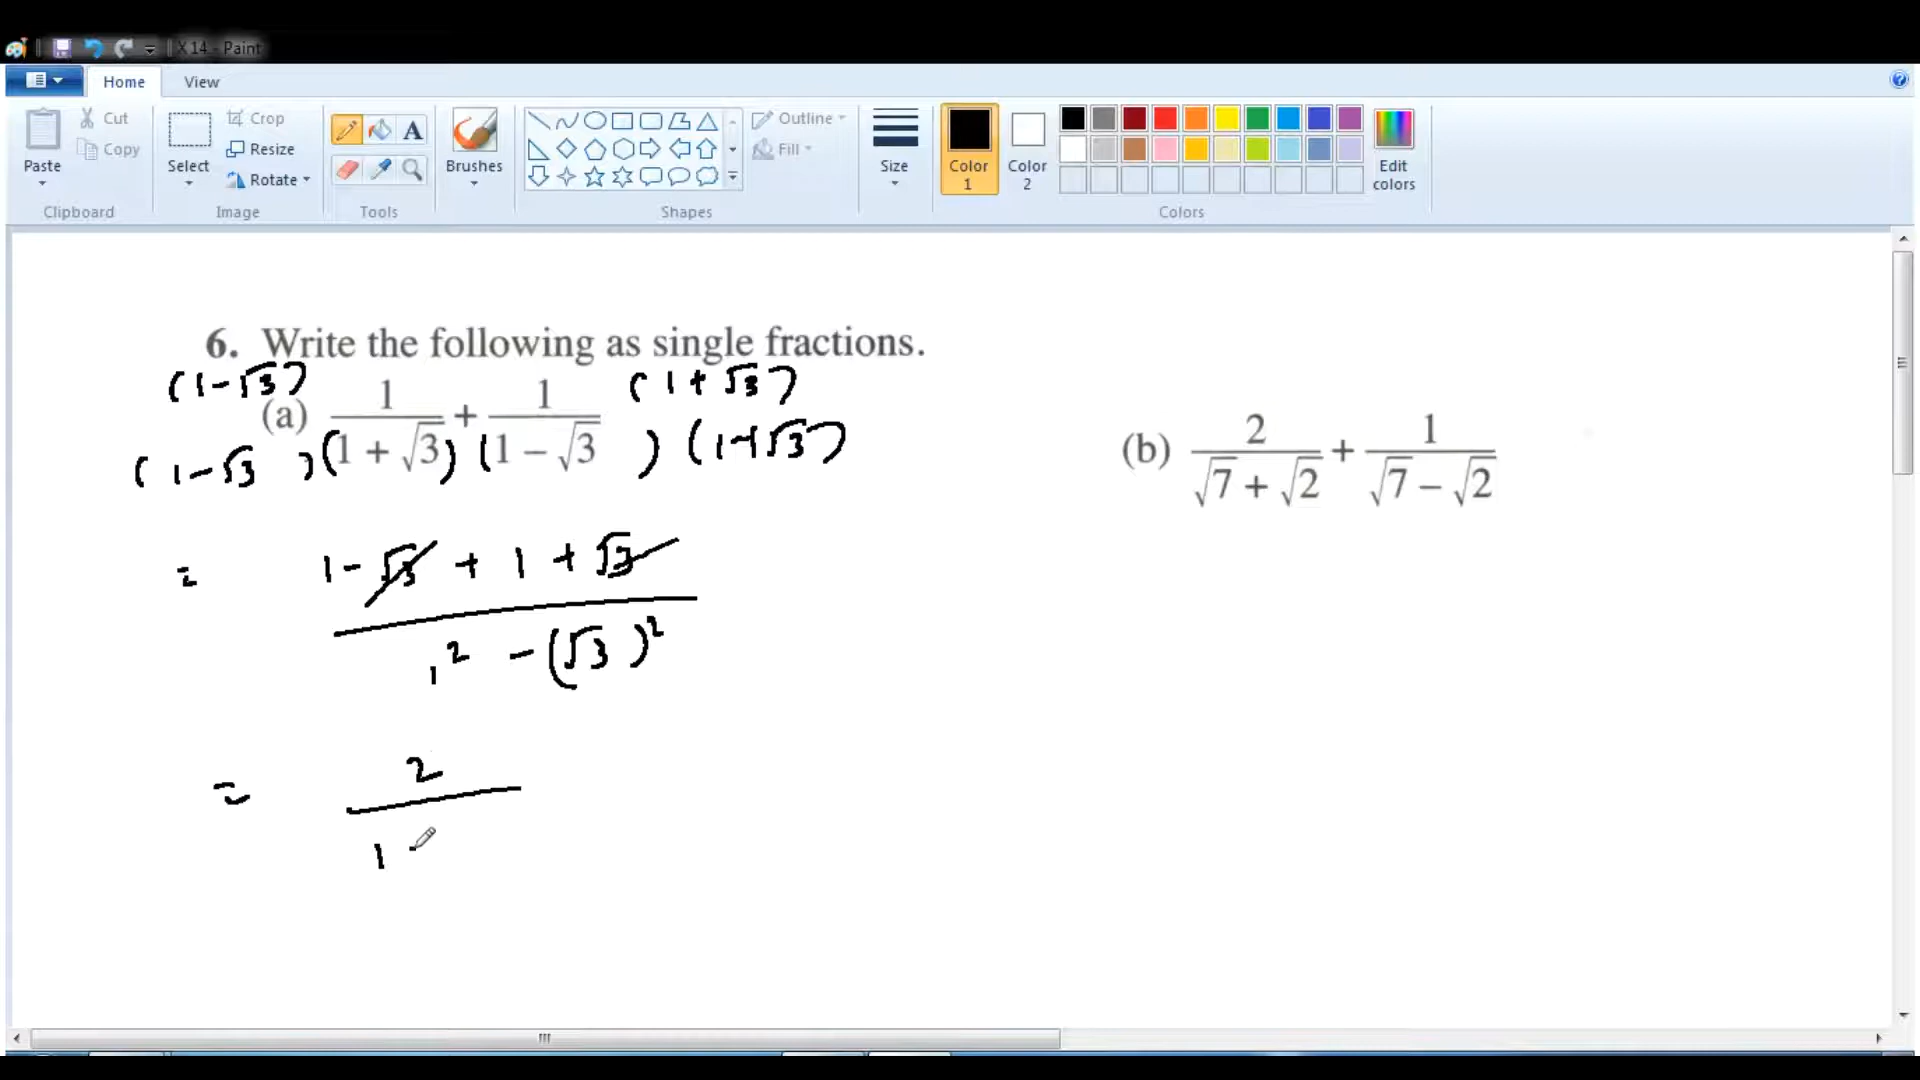 X 14 - Paint
Home View
Paste Cut Copy Select Crop Resize Rotate A Brushes Outline Fill Size Color 1 Color 2 Edit colors
Clipboard Image Tools Shapes Colors
6. Write the following as single fractions.
(1-√3) (1+√3)
(a) 1/(1 + √3) + 1/(1 − √3)
(1-√3) ( ) ( ) (1+√3)
= (1-√3 + 1 + √3)/(1² - (√3)²)
= 2/(1 -
(b) 2/(√7 + √2) + 1/(√7 − √2)